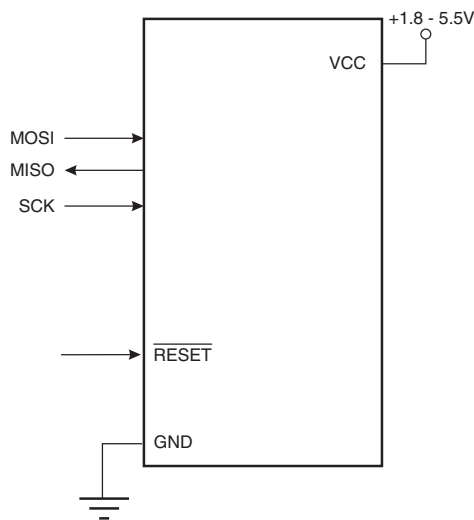 +1.8 - 5.5V
VCC
MOSI
MISO
SCK
RESET
GND